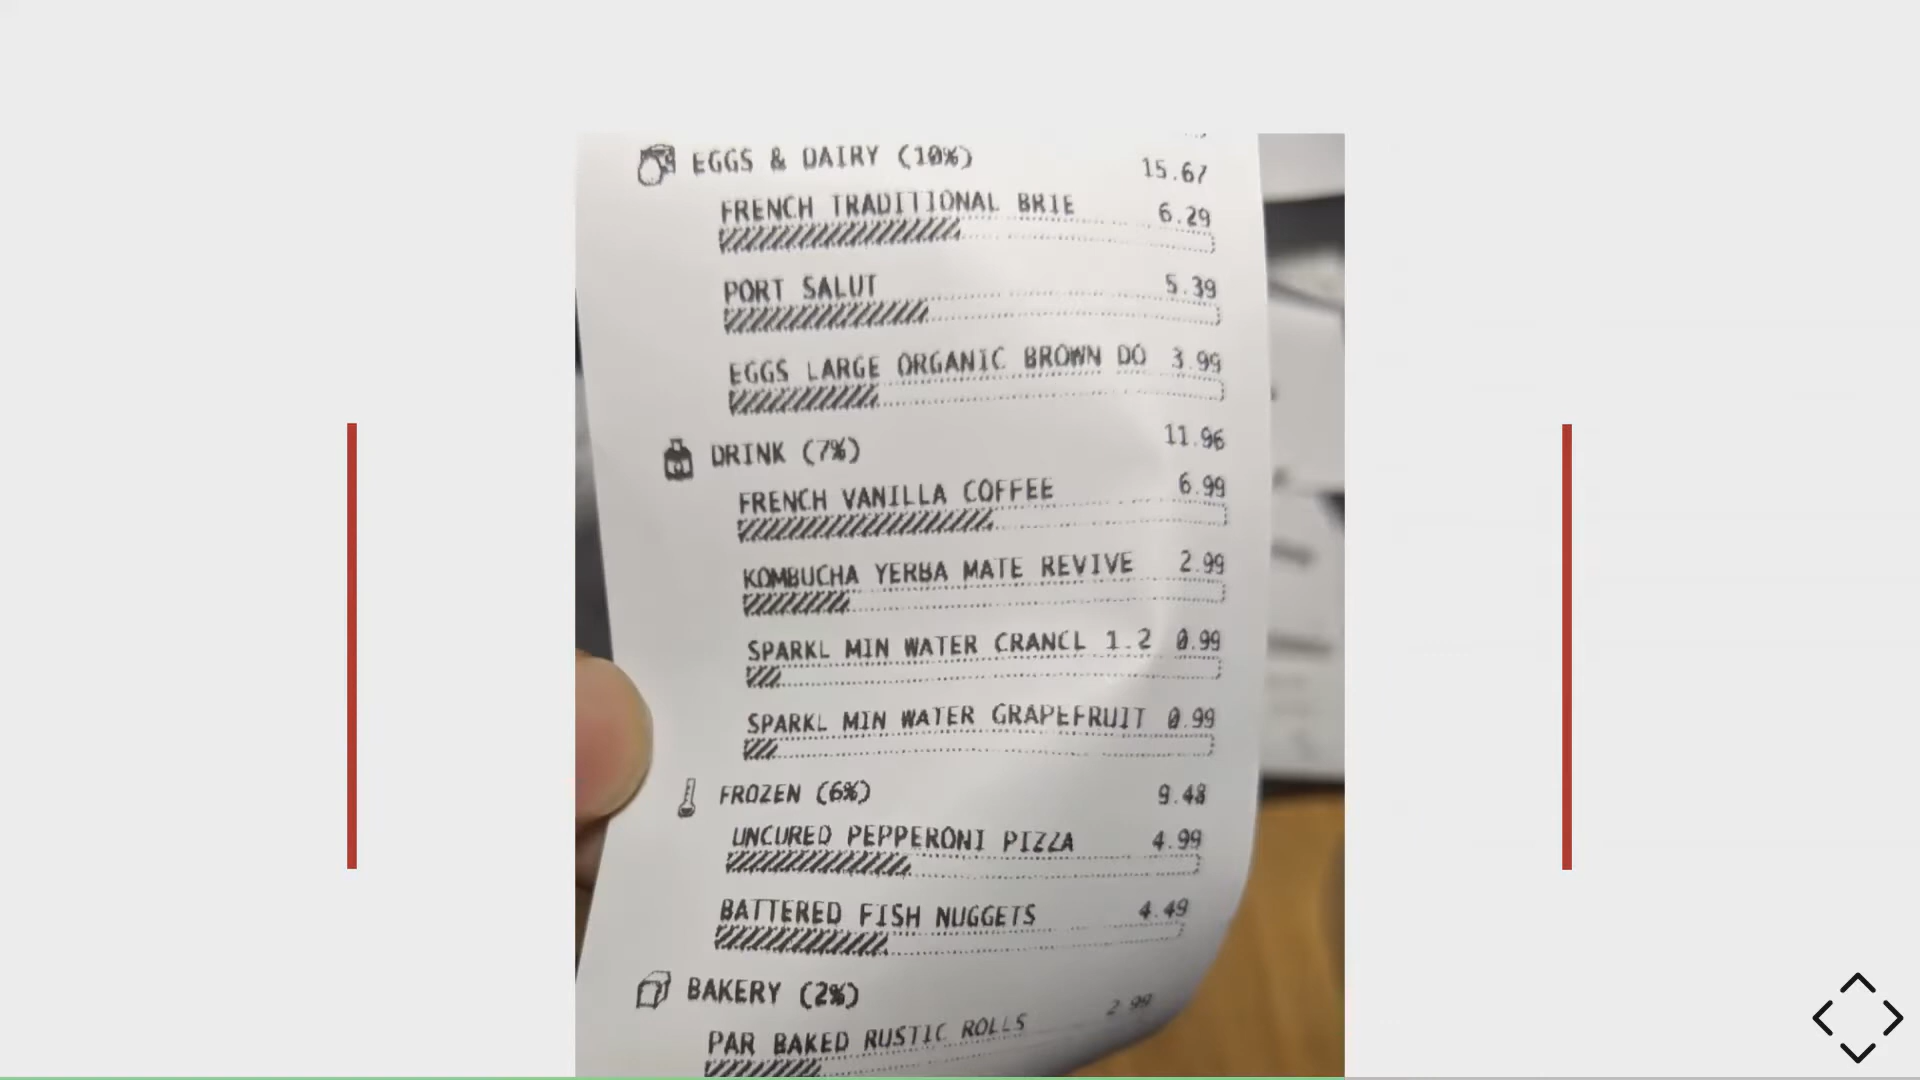 EGGS & DAIRY (10%) 15.67
FRENCH TRADITIONAL BRIE 6.29
PORT SALUT 5.39
EGGS LARGE ORGANIC BROWN DO 3.99
DRINK (7%) 11.96
FRENCH VANILLA COFFEE 6.99
KOMBUCHA YERBA MATE REVIVE 2.99
SPARKL MIN WATER CRANCL 1.2 0.99
SPARKL MIN WATER GRAPEFRUIT 0.99
FROZEN (6%) 9.48
UNCURED PEPPERONI PIZZA 4.99
BATTERED FISH NUGGETS 4.49
BAKERY (2%) 2.99
PAR BAKED RUSTIC ROLLS